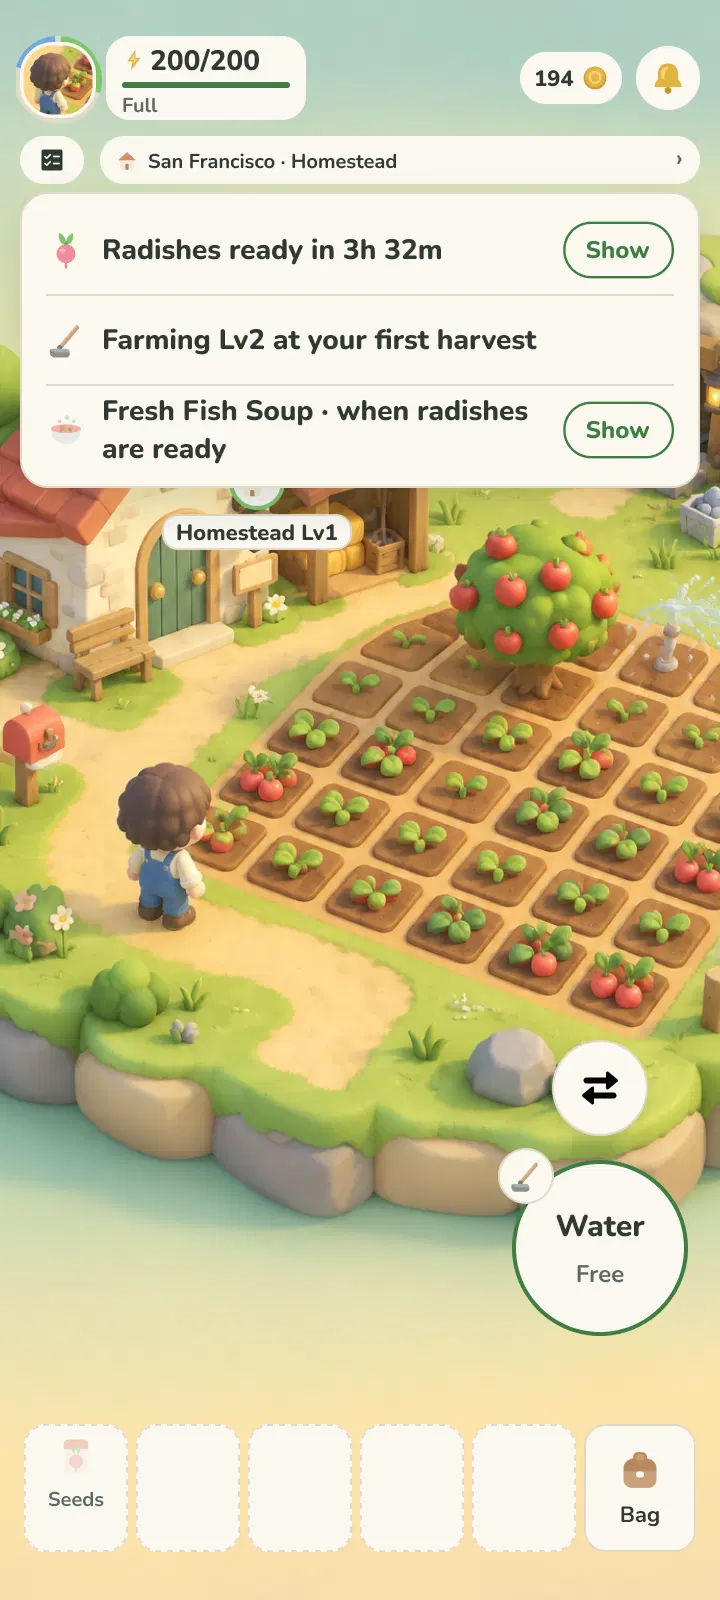 200/200
Full
194
San Francisco · Homestead
Radishes ready in 3h 32m
Show
Farming Lv2 at your first harvest
Fresh Fish Soup · when radishes
are ready
Show
Homestead Lv1
Water
Free
Seeds
Bag